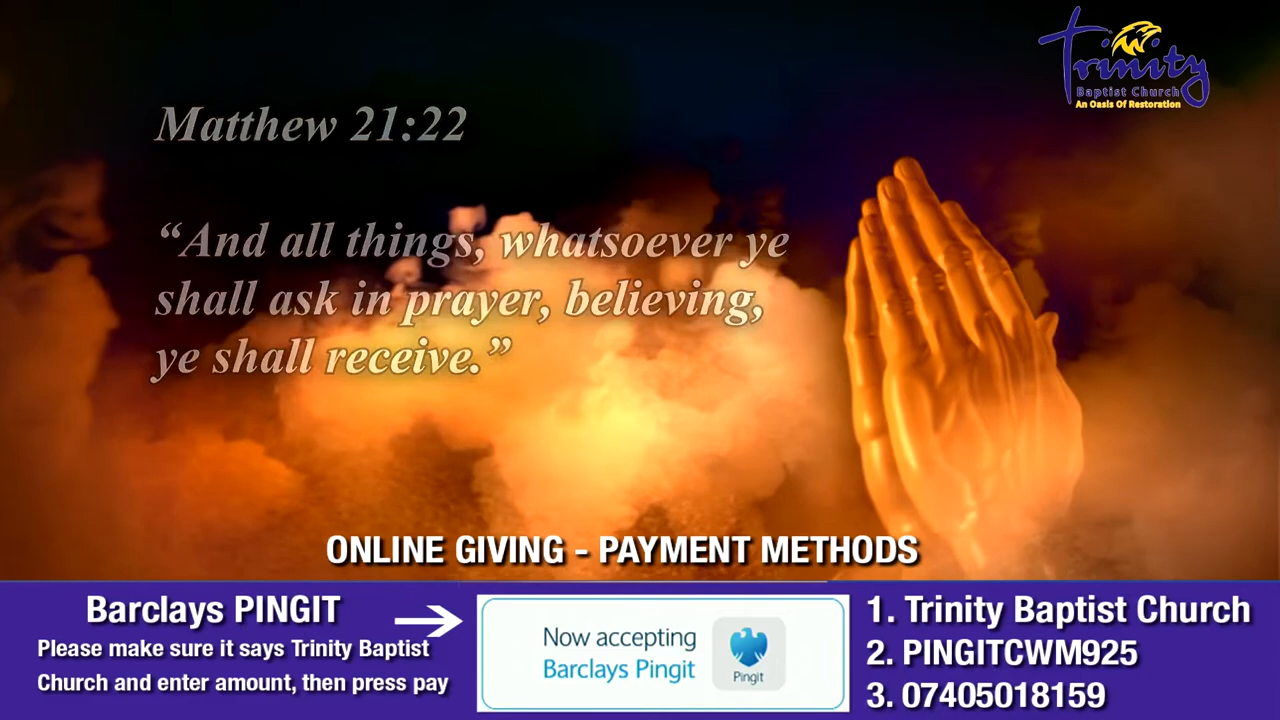 Trinity
Baptist Church
An Oasis Of Restoration
Matthew 21:22
“And all things, whatsoever ye
shall ask in prayer, believing,
ye shall receive.”
ONLINE GIVING - PAYMENT METHODS
Barclays PINGIT
Please make sure it says Trinity Baptist
Church and enter amount, then press pay
Now accepting
Barclays Pingit
Pingit
1. Trinity Baptist Church
2. PINGITCWM925
3. 07405018159